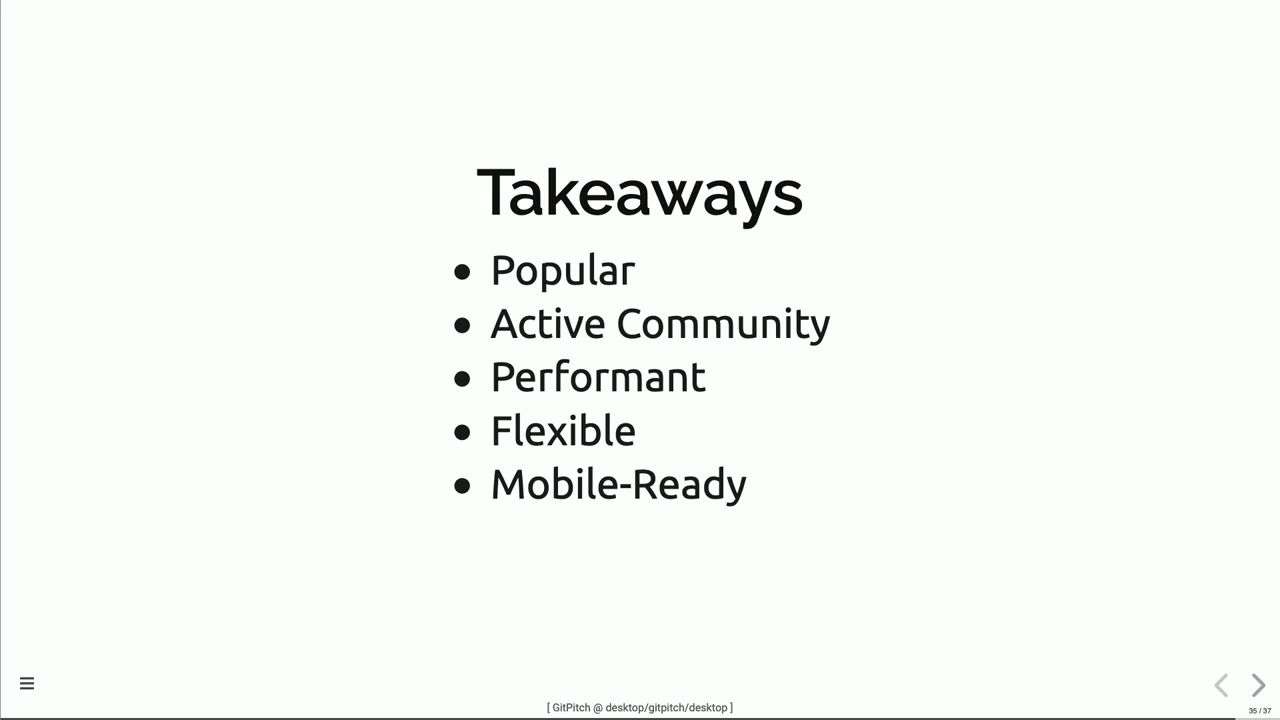 Takeaways
• Popular
• Active Community
• Performant
• Flexible
• Mobile-Ready
[ GitPitch @ desktop/gitpitch/desktop ]
35 / 37